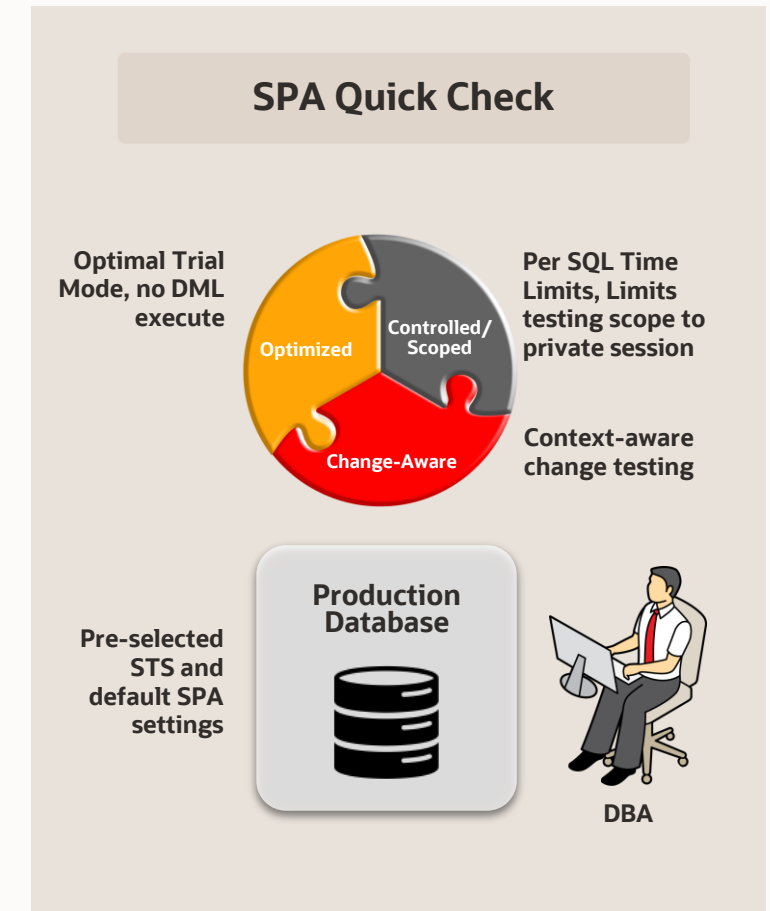 SPA Quick Check
Optimal Trial
Mode, no DML
execute
Optimized
Controlled/
Scoped
Change-Aware
Per SQL Time
Limits, Limits
testing scope to
private session
Context-aware
change testing
Pre-selected
STS and
default SPA
settings
Production
Database
DBA